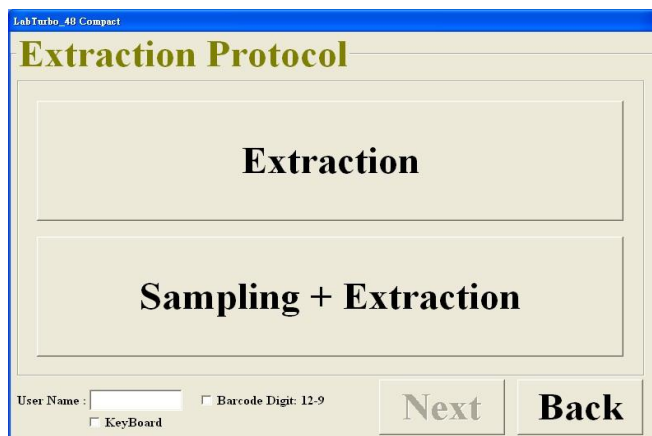 LabTurbo_48 Compact
Extraction Protocol
Extraction
Sampling + Extraction
User Name :
Barcode Digit: 12-9
KeyBoard
Next
Back